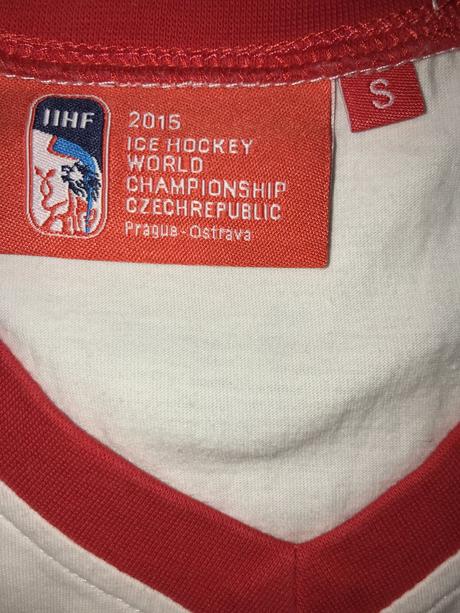 IIHF
2015
ICE HOCKEY
WORLD
CHAMPIONSHIP
CZECHREPUBLIC
Prague-Ostrava
S